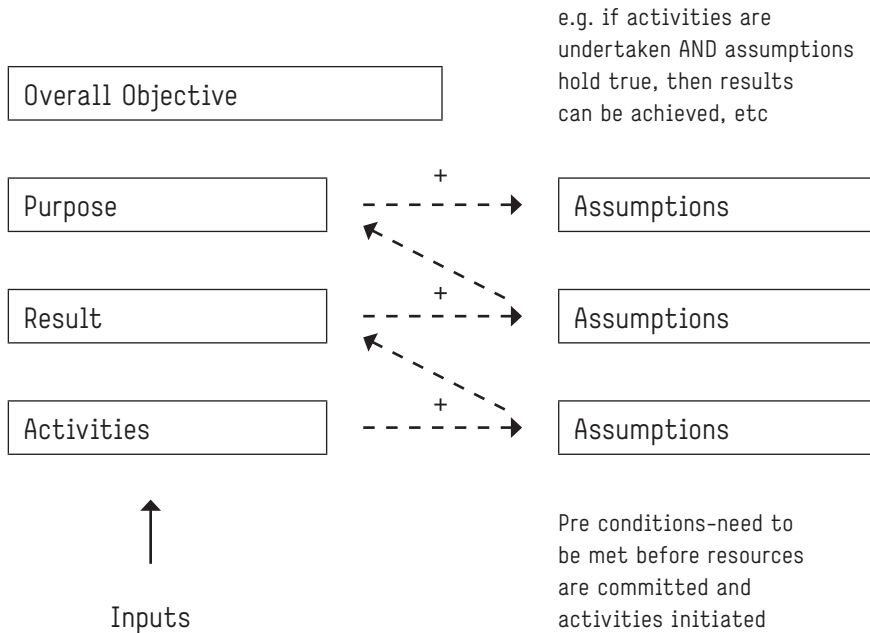 e.g. if activities are
undertaken AND assumptions
hold true, then results
can be achieved, etc
Overall Objective
+
Purpose
Assumptions
+
Result
Assumptions
+
Activities
Assumptions
Inputs
Pre conditions-need to
be met before resources
are committed and
activities initiated